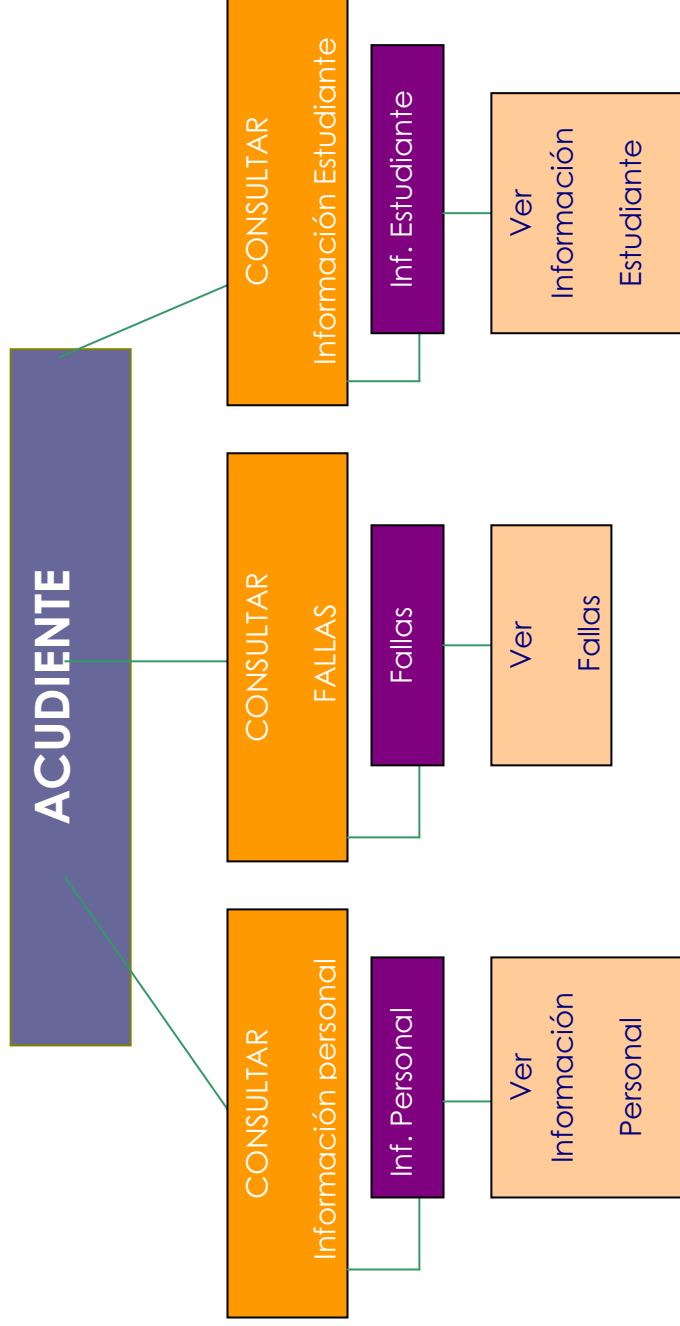 ACUDIENTE
CONSULTAR
Información personal
Inf. Personal
Ver
Información
Personal
CONSULTAR
FALLAS
Fallas
Ver
Fallas
CONSULTAR
Información Estudiante
Inf. Estudiante
Ver
Información
Estudiante